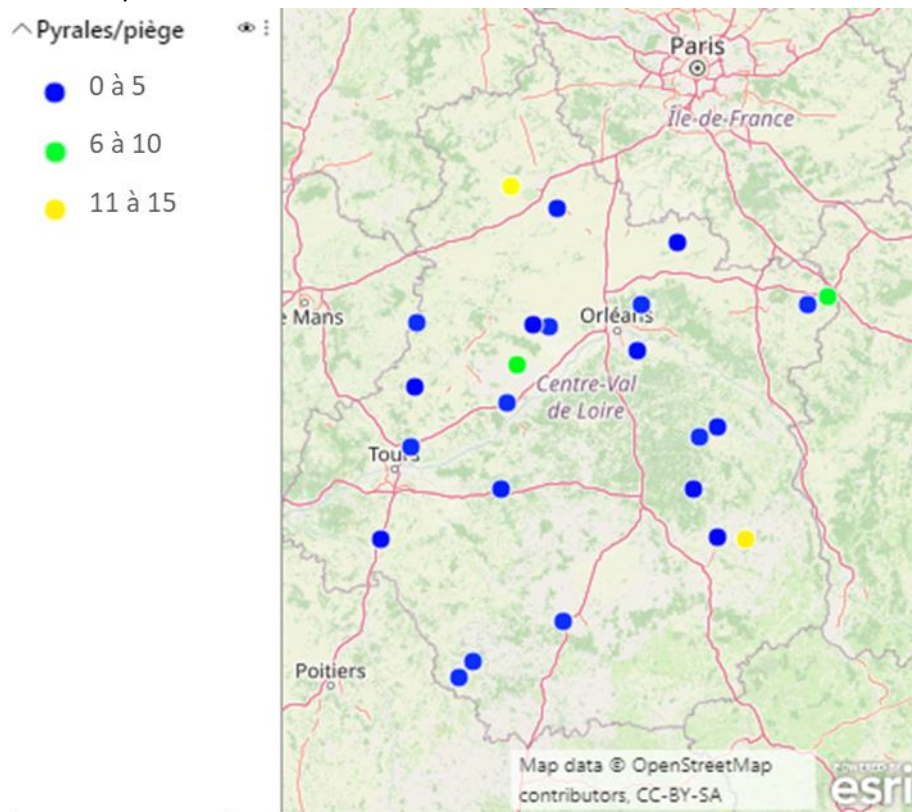 Pyrales/piège
0 à 5
6 à 10
11 à 15
Paris
Île-de-France
Mans
Orléans
Centre-Val
de Loire
Tours
Poitiers
Map data © OpenStreetMap
contributors, CC-BY-SA
esri